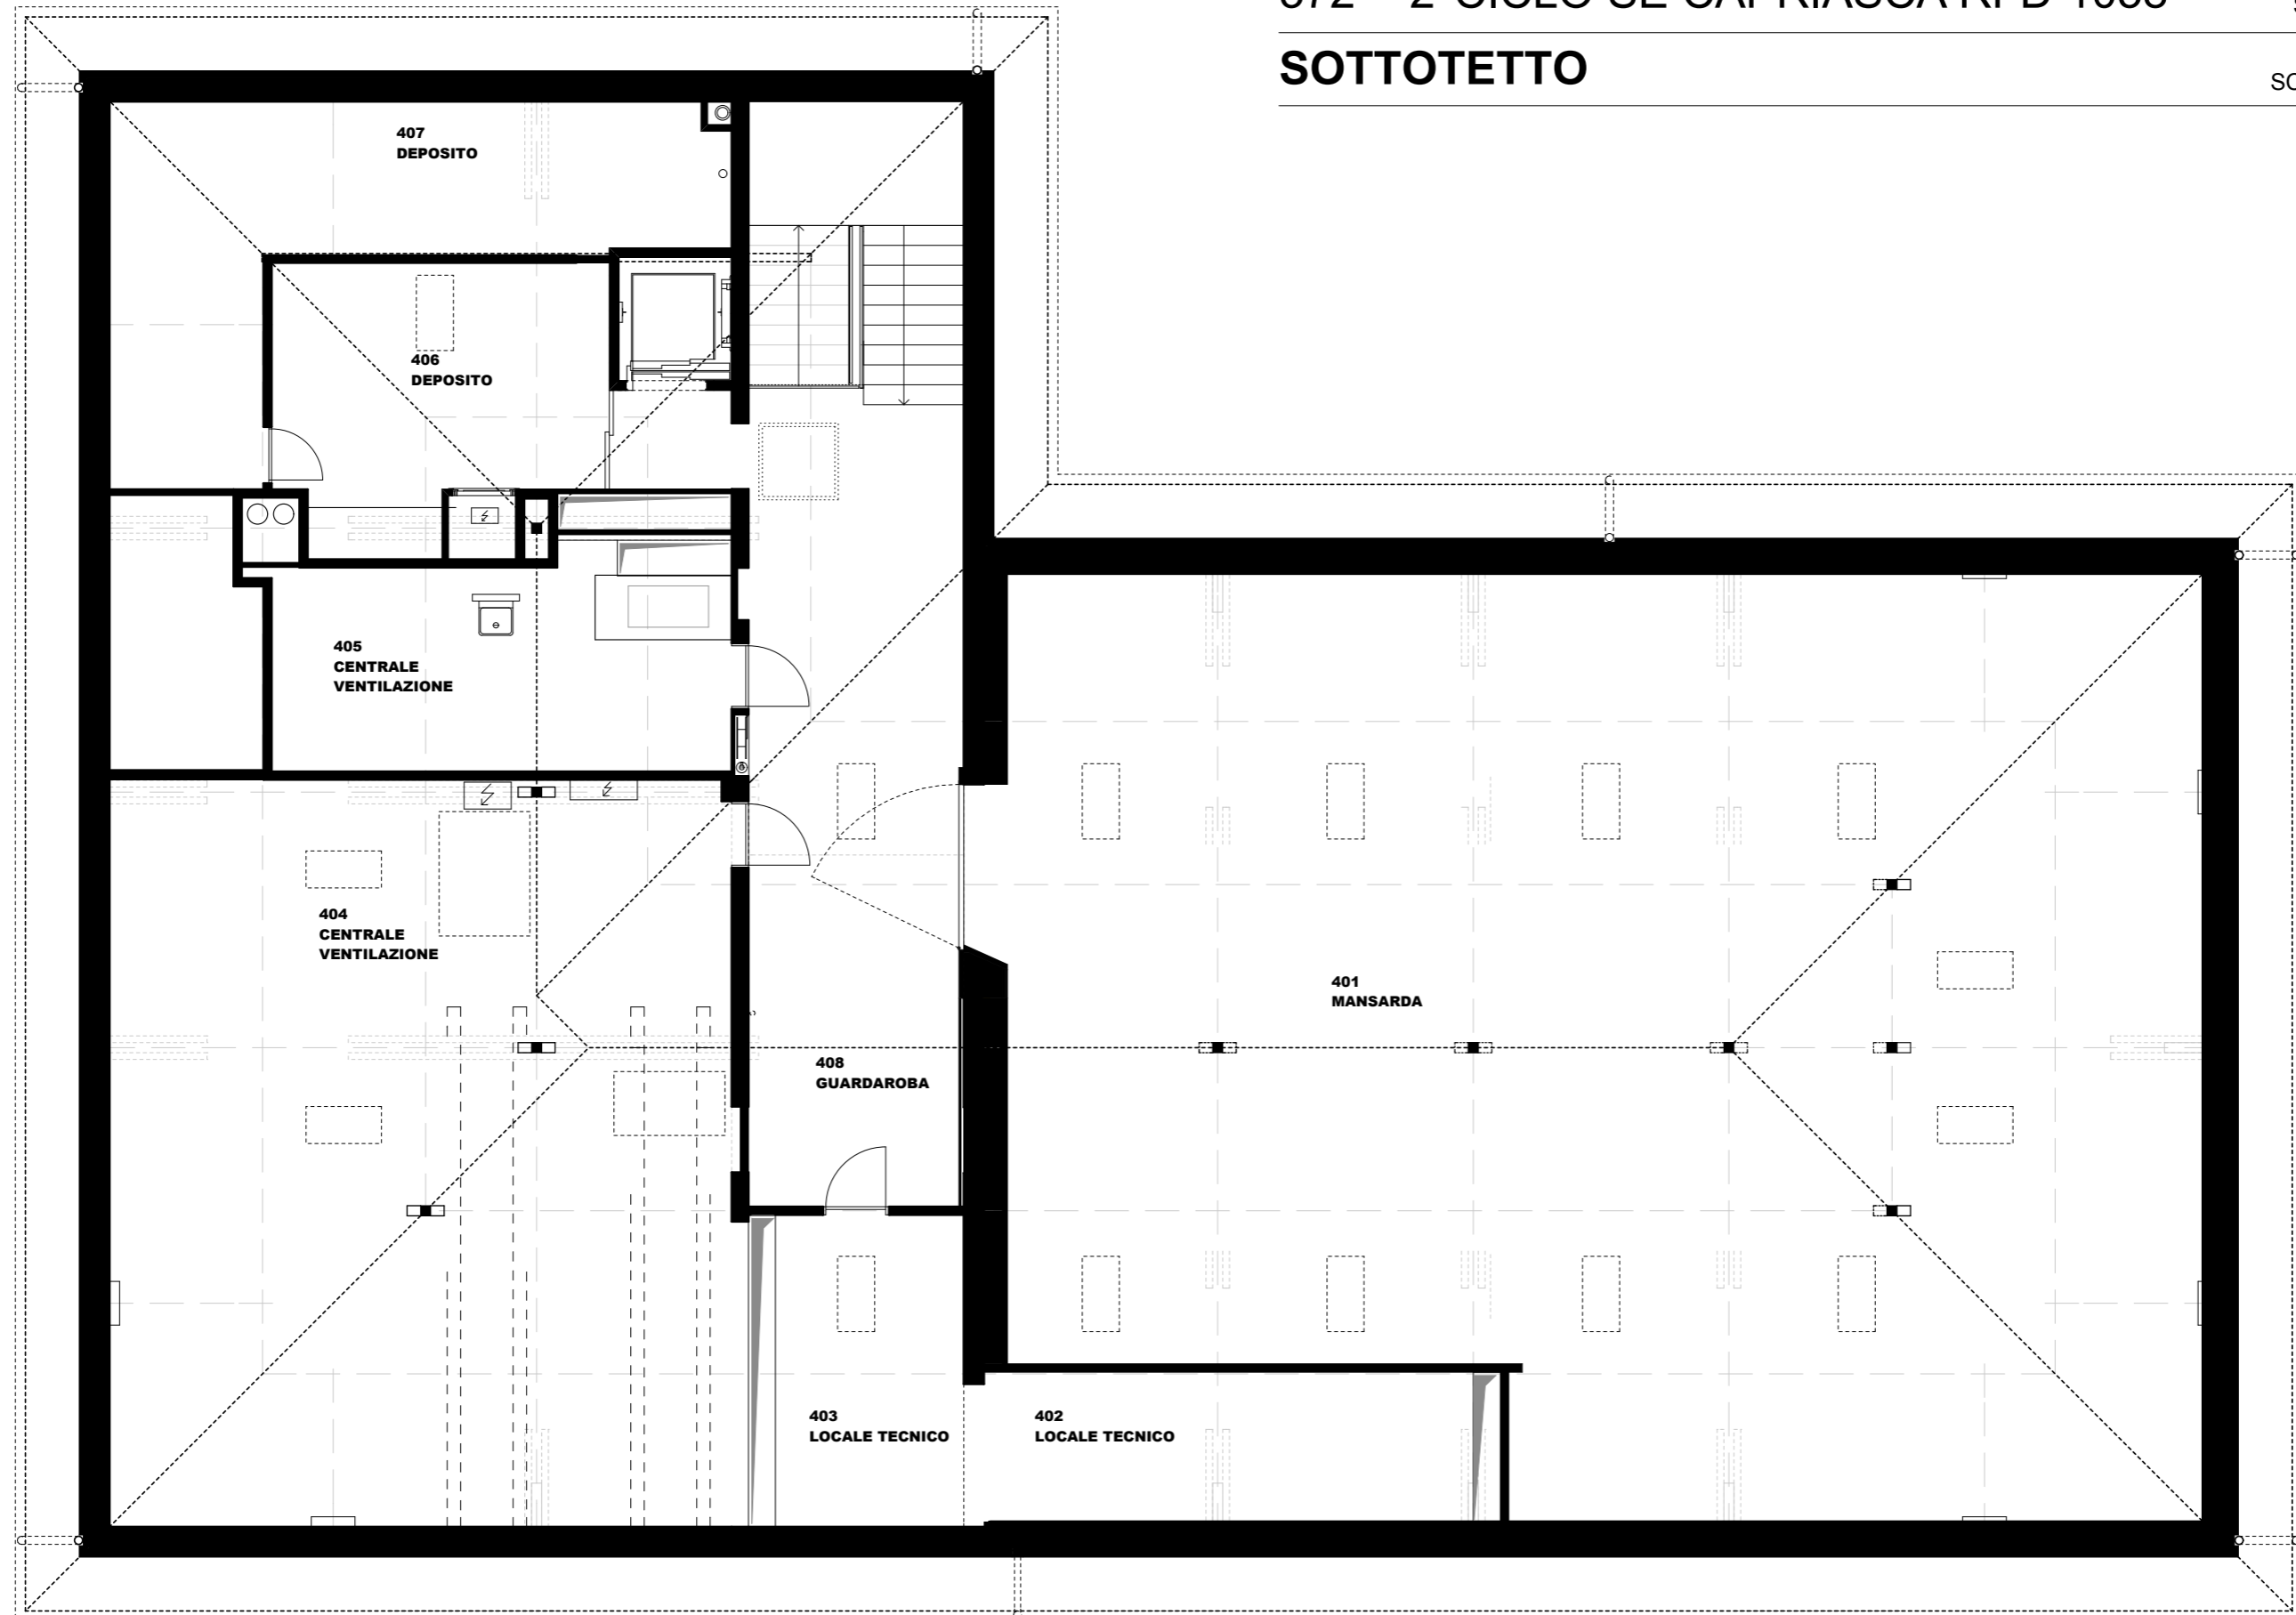 SOTTOTETTO
407
DEPOSITO
406
DEPOSITO
405
CENTRALE
VENTILAZIONE
404
CENTRALE
VENTILAZIONE
401
MANSARDA
408
GUARDAROBA
403
LOCALE TECNICO
402
LOCALE TECNICO